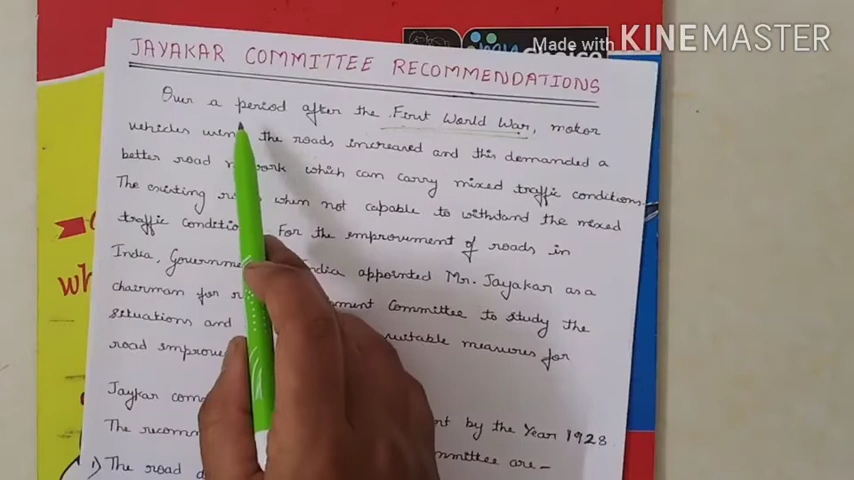 Made with KINEMASTER
JAYAKAR COMMITTEE RECOMMENDATIONS
Over a period after the First World War, motor
vehicles using the roads increased and this demanded a
better road which can carry mixed traffic conditions.
The existing when not capable to withstand the mixed
traffic For the improvement of roads in
India, India appointed Mr. Jayakar as a
chairman for Committee to study the
situations and suitable measures for
road
Jaykar by the Year 1928
The are-
1) The road